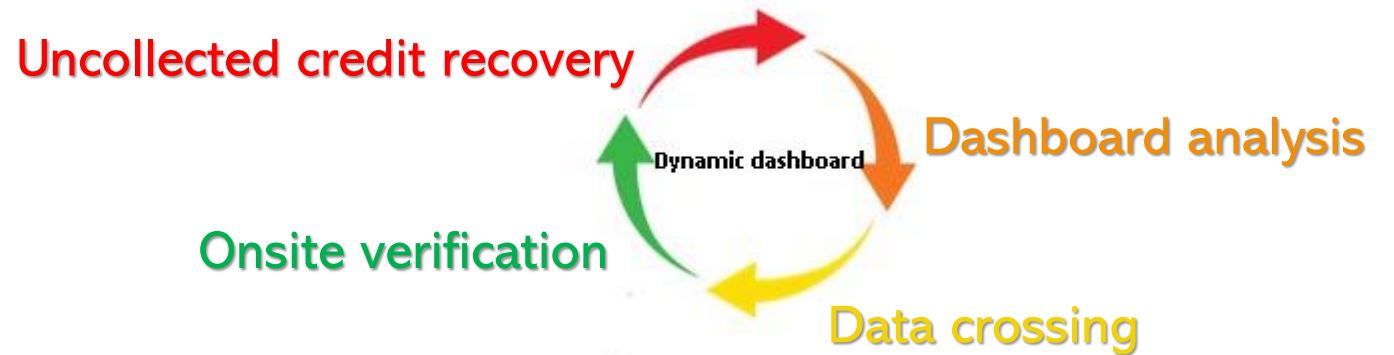 Uncollected credit recovery
Dashboard analysis
Dynamic dashboard
Onsite verification
Data crossing